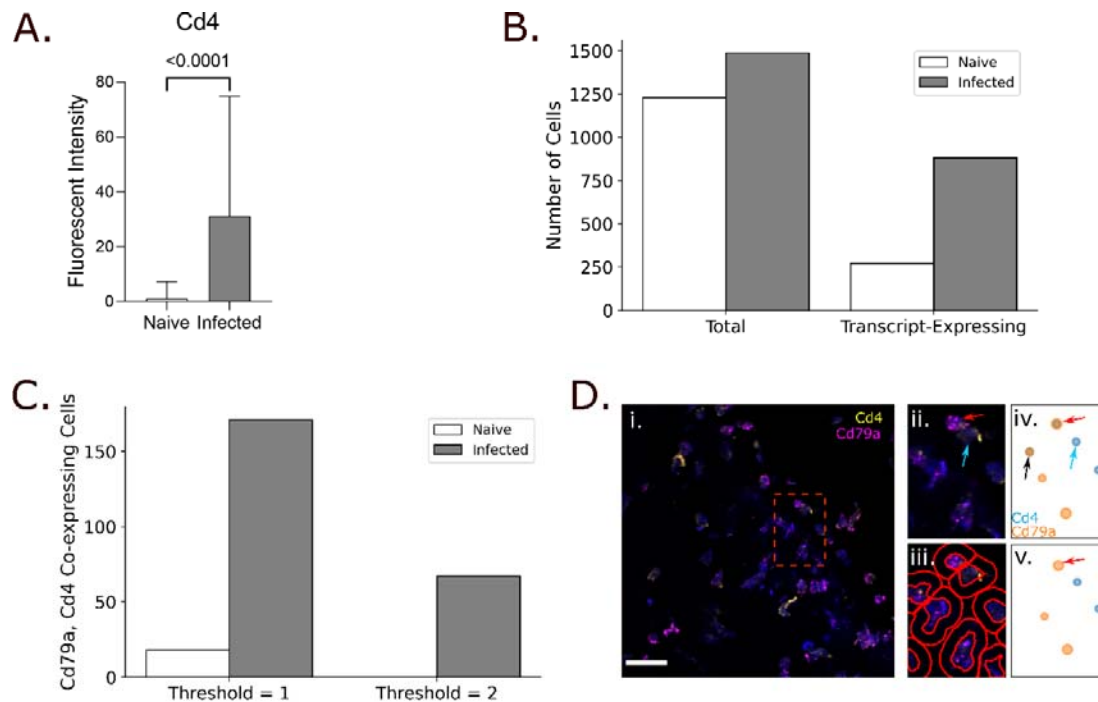 A.
Cd4
<0.0001
Fluorescent Intensity
80
60
40
20
0
Naive Infected
B.
Number of Cells
1500
1250
1000
750
500
250
0
Naive
Infected
Total Transcript-Expressing
C.
Cd79a, Cd4 Co-expressing Cells
150
100
50
0
Naive
Infected
Threshold = 1 Threshold = 2
D.
i.
Cd4
Cd79a
ii.
iii.
iv.
Cd4
Cd79a
v.